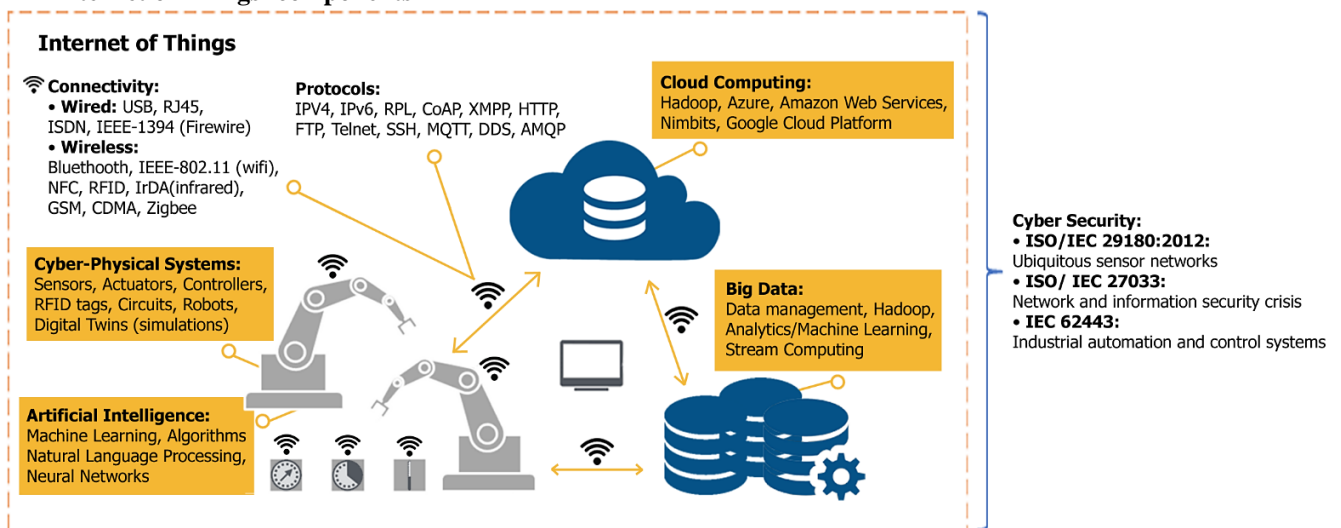 Internet of Things
Connectivity:
• Wired: USB, RJ45,
ISDN, IEEE-1394 (Firewire)
• Wireless:
Bluethooth, IEEE-802.11 (wifi),
NFC, RFID, IrDA(infrared),
GSM, CDMA, Zigbee
Protocols:
IPV4, IPv6, RPL, CoAP, XMPP, HTTP,
FTP, Telnet, SSH, MQTT, DDS, AMQP
Cloud Computing:
Hadoop, Azure, Amazon Web Services,
Nimbits, Google Cloud Platform
Cyber-Physical Systems:
Sensors, Actuators, Controllers,
RFID tags, Circuits, Robots,
Digital Twins (simulations)
Big Data:
Data management, Hadoop,
Analytics/Machine Learning,
Stream Computing
Artificial Intelligence:
Machine Learning, Algorithms
Natural Language Processing,
Neural Networks
Cyber Security:
• ISO/IEC 29180:2012:
Ubiquitous sensor networks
• ISO/ IEC 27033:
Network and information security crisis
• IEC 62443:
Industrial automation and control systems